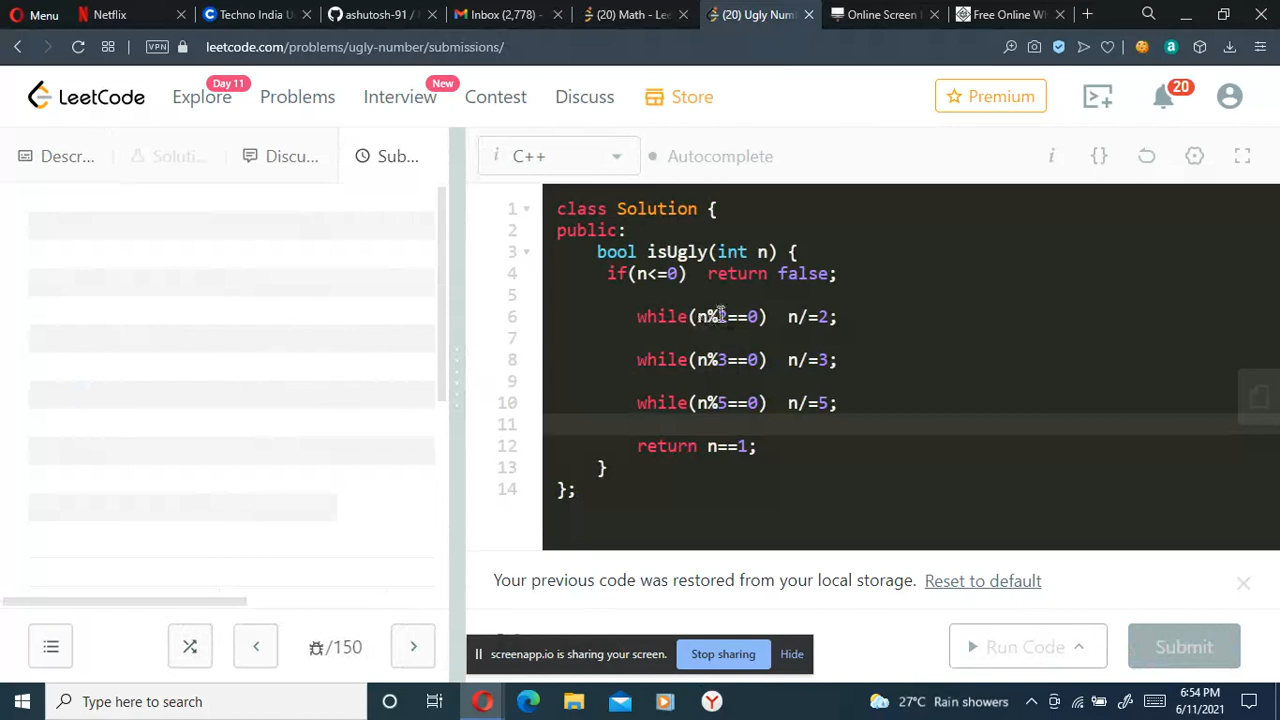 Menu
Netflix
Techno India U
ashutosh-91 /
Inbox (2,778) -
(20) Math - Lee
(20) Ugly Num
Online Screen
Free Online W
VPN leetcode.com/problems/ugly-number/submissions/
LeetCode
Explore
Day 11
Problems
Interview
New
Contest
Discuss
Store
Premium
20
Descr...
Soluti...
Discu...
Sub...
i C++
Autocomplete
1 class Solution {
2 public:
3 bool isUgly(int n) {
4 if(n<=0) return false;
5
6 while(n%2==0) n/=2;
7
8 while(n%3==0) n/=3;
9
10 while(n%5==0) n/=5;
11
12 return n==1;
13 }
14 };
Your previous code was restored from your local storage. Reset to default
/150
screenapp.io is sharing your screen.
Stop sharing
Hide
Run Code
Submit
Type here to search
27°C Rain showers
6:54 PM
6/11/2021